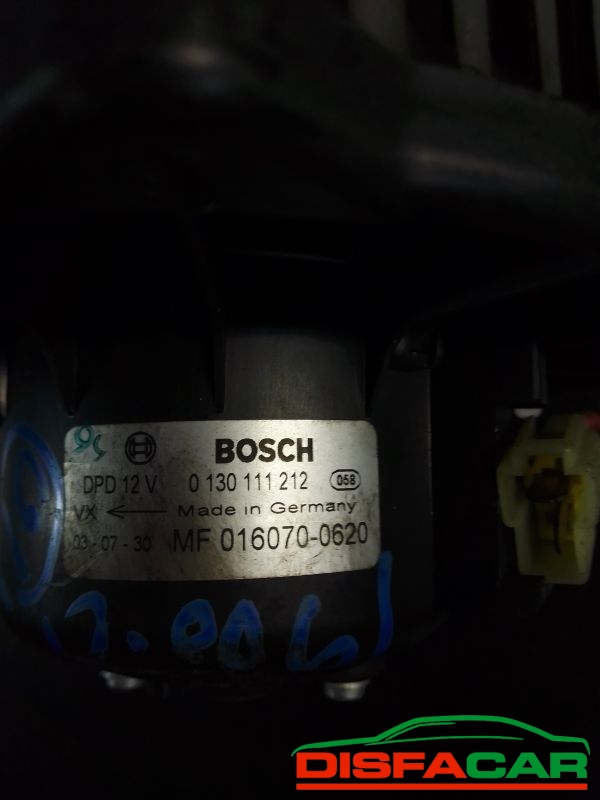 BOSCH
DPD 12 V 0 130 111 212 058
VX ← Made in Germany
03-07-30 MF 016070-0620
DISFACAR